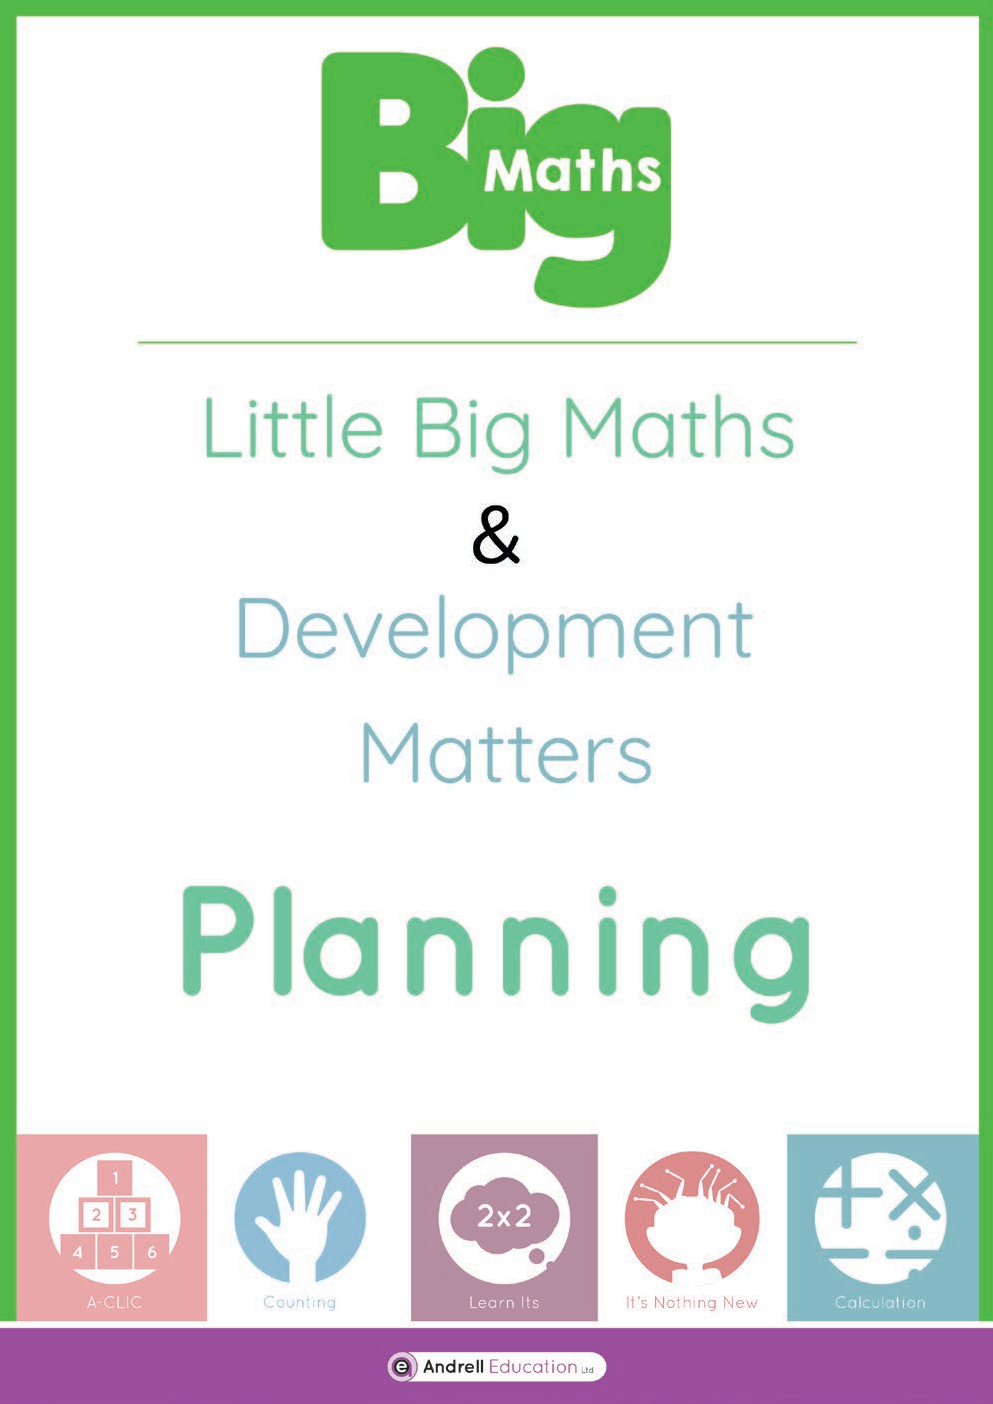 Big
Maths
Little Big Maths
&
Development
Matters
Planning
1
2 3
4 5 6
2x2
A-CLIC
Counting
Learn Its
It's Nothing New
Calculation
e Andrell Education Ltd